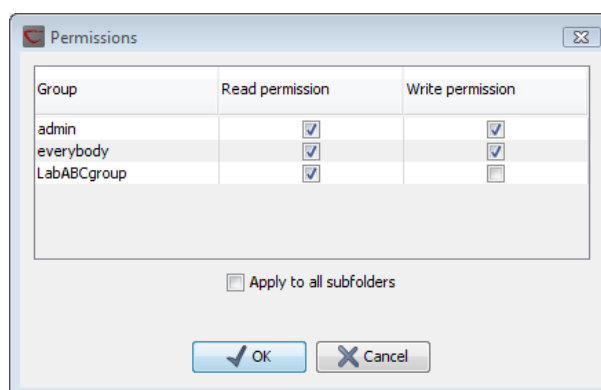 Permissions
Group Read permission Write permission
admin
everybody
LabABCgroup
Apply to all subfolders
OK Cancel